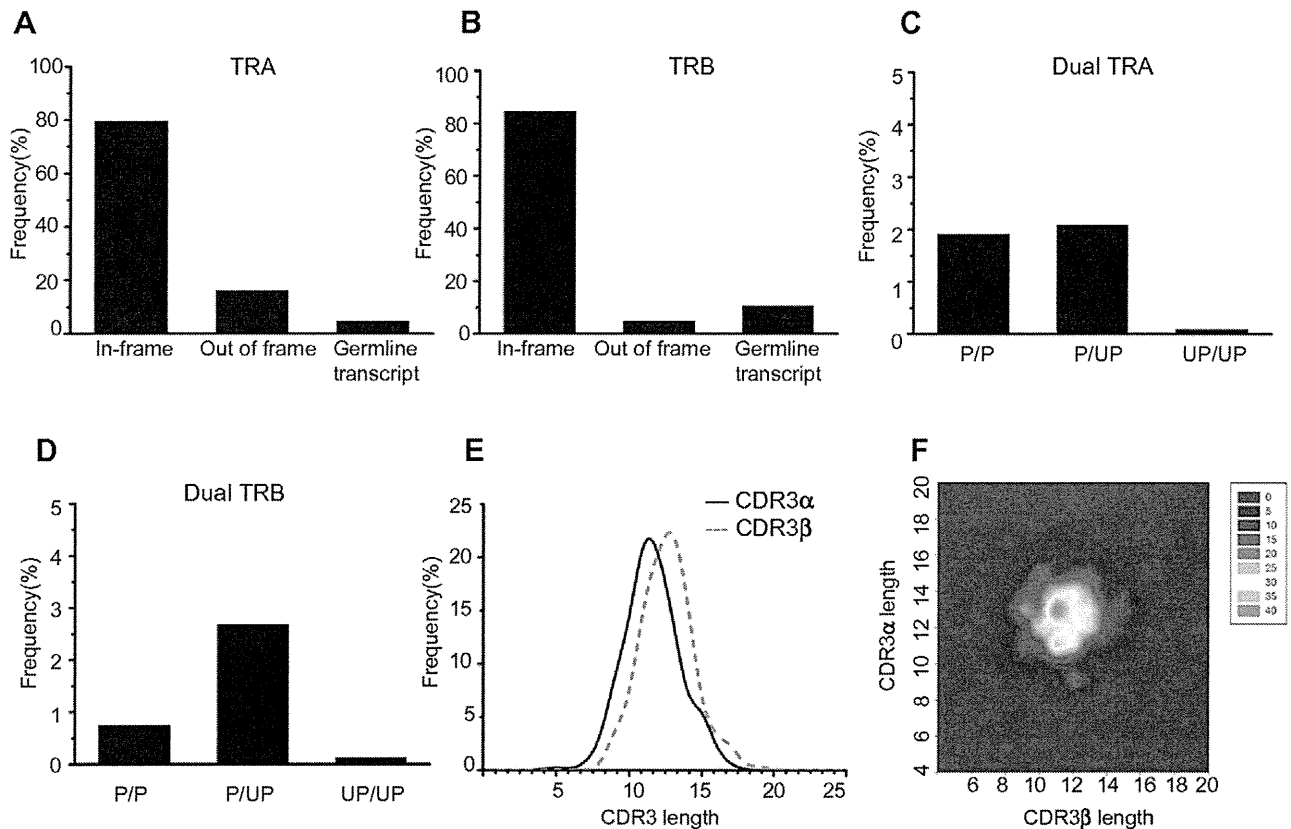 A
TRA
Frequency(%)
100
80
60
40
20
0
In-frame
Out of frame
Germline
transcript
B
TRB
Frequency(%)
100
80
60
40
20
0
In-frame
Out of frame
Germline
transcript
C
Dual TRA
Frequency(%)
5
4
3
2
1
0
P/P
P/UP
UP/UP
D
Dual TRB
Frequency(%)
5
4
3
2
1
0
P/P
P/UP
UP/UP
E
CDR3α
CDR3β
Frequency(%)
25
20
15
10
5
0
5
10
15
20
25
CDR3 length
F
CDR3α length
20
18
16
14
12
10
8
6
4
6
8
10
12
14
16
18
20
CDR3β length
0
5
10
15
20
25
30
35
40